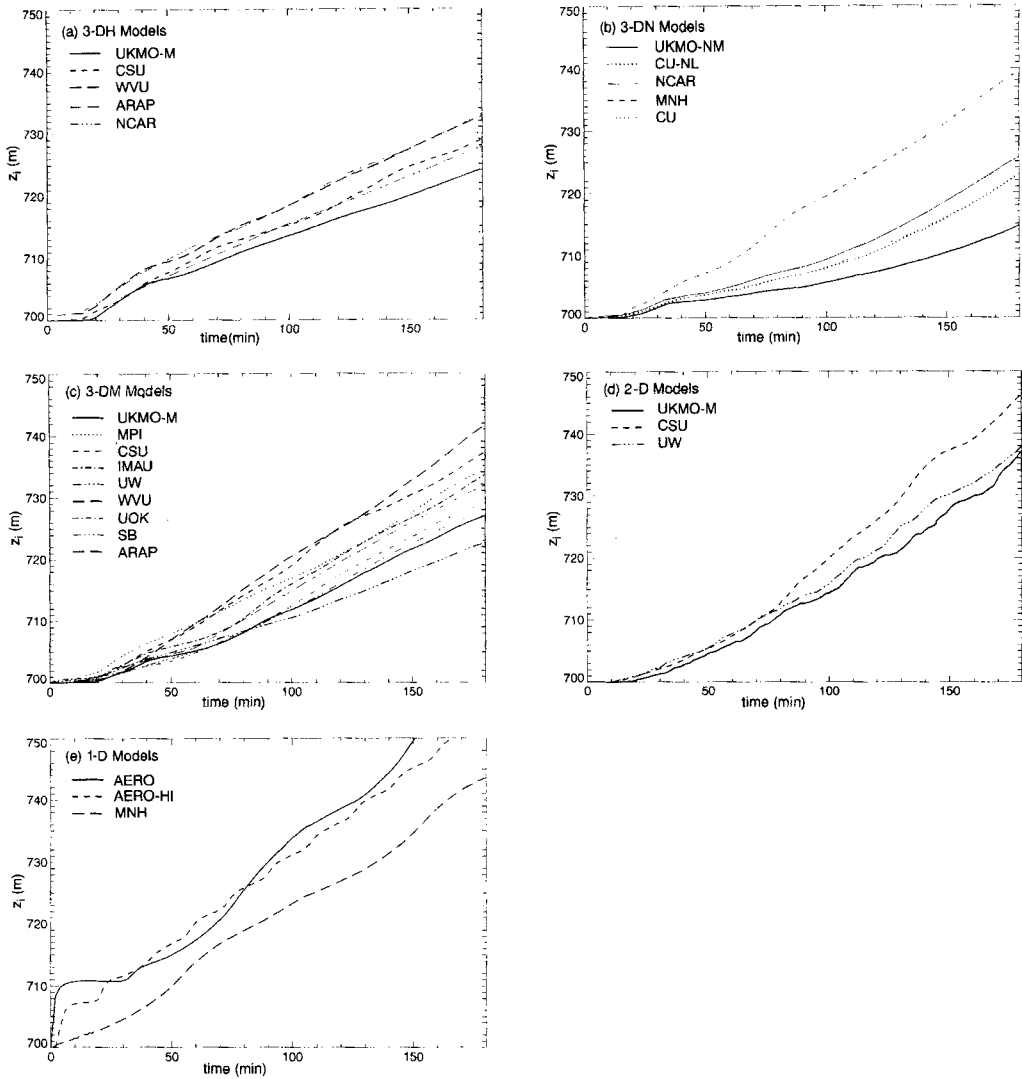 (a) 3-DH Models
UKMO-M
CSU
WVU
ARAP
NCAR
750
740
730
720
710
700
z_i (m)
0
50
100
150
time(min)
(b) 3-DN Models
UKMO-NM
CU-NL
NCAR
MNH
CU
750
740
730
720
710
700
z_i (m)
0
50
100
150
time (min)
(c) 3-DM Models
UKMO-M
MPI
CSU
IMAU
UW
WVU
UOK
SB
ARAP
750
740
730
720
710
700
z_i (m)
0
50
100
150
time (min)
(d) 2-D Models
UKMO-M
CSU
UW
750
740
730
720
710
700
z_i (m)
0
50
100
150
time (min)
(e) 1-D Models
AERO
AERO-HI
MNH
750
740
730
720
710
700
z_i (m)
0
50
100
150
time (min)